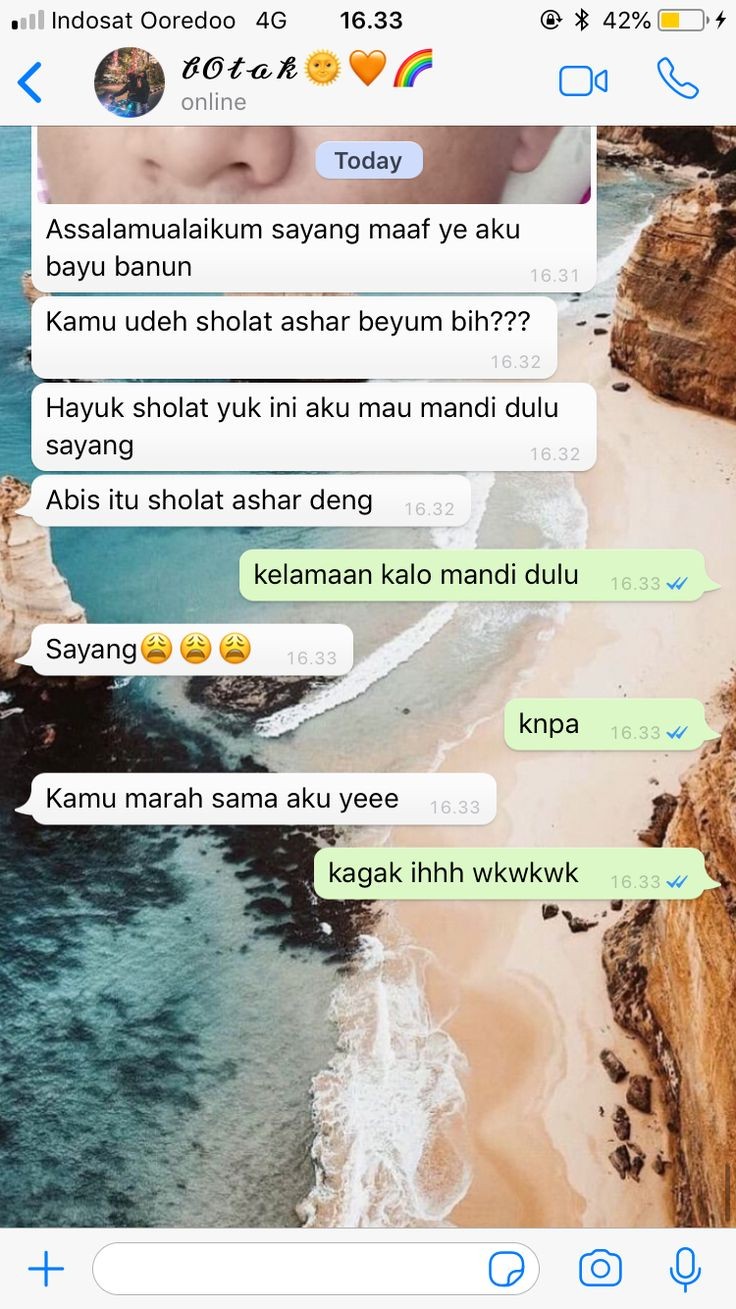 Indosat Ooredoo 4G 16.33 42%
botak🌞🧡🌈
online
Today
Assalamualaikum sayang maaf ye aku
bayu banun 16.31
Kamu udeh sholat ashar beyum bih???
16.32
Hayuk sholat yuk ini aku mau mandi dulu
sayang 16.32
Abis itu sholat ashar deng 16.32
kelamaan kalo mandi dulu 16.33
Sayang😩😩😩 16.33
knpa 16.33
Kamu marah sama aku yeee 16.33
kagak ihhh wkwkwk 16.33